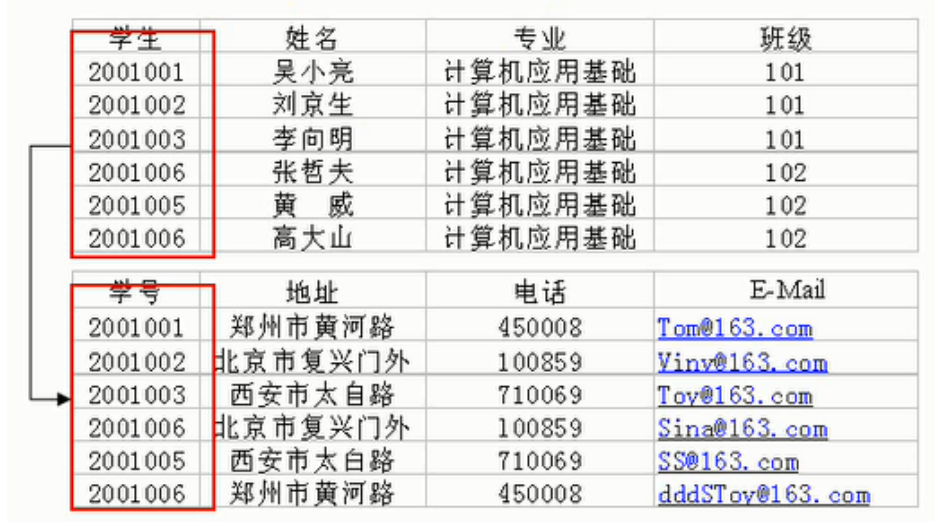 学生 姓名 专业 班级
2001001 吴小亮 计算机应用基础 101
2001002 刘京生 计算机应用基础 101
2001003 李向明 计算机应用基础 101
2001006 张哲夫 计算机应用基础 102
2001005 黄 威 计算机应用基础 102
2001006 高大山 计算机应用基础 102
学号 地址 电话 E-Mail
2001001 郑州市黄河路 450008 Tom@163.com
2001002 北京市复兴门外 100859 Viny@163.com
2001003 西安市太白路 710069 Toy@163.com
2001006 北京市复兴门外 100859 Sina@163.com
2001005 西安市太白路 710069 SS@163.com
2001006 郑州市黄河路 450008 dddSToy@163.com